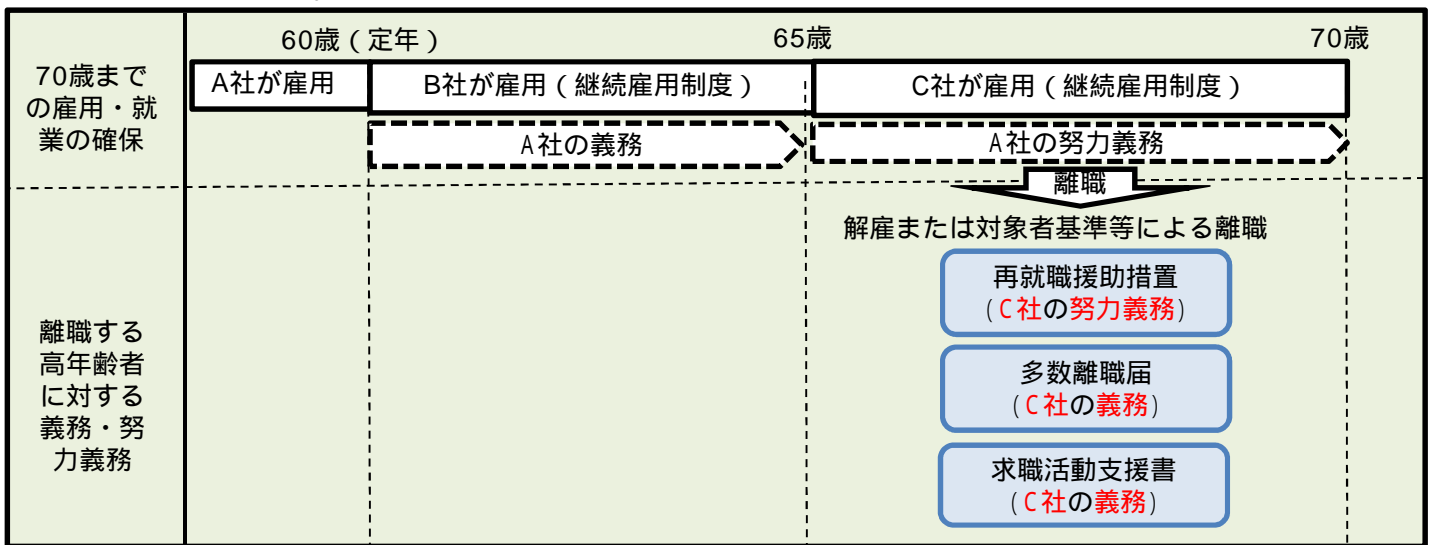 60歳（定年）
65歳
70歳
70歳まで
の雇用・就
業の確保
A社が雇用
B社が雇用（継続雇用制度）
C社が雇用（継続雇用制度）
A社の義務
A社の努力義務
離職
解雇または対象者基準等による離職
離職する
高年齢者
に対する
義務・努
力義務
再就職援助措置
(C社の努力義務)
多数離職届
(C社の義務)
求職活動支援書
(C社の義務)